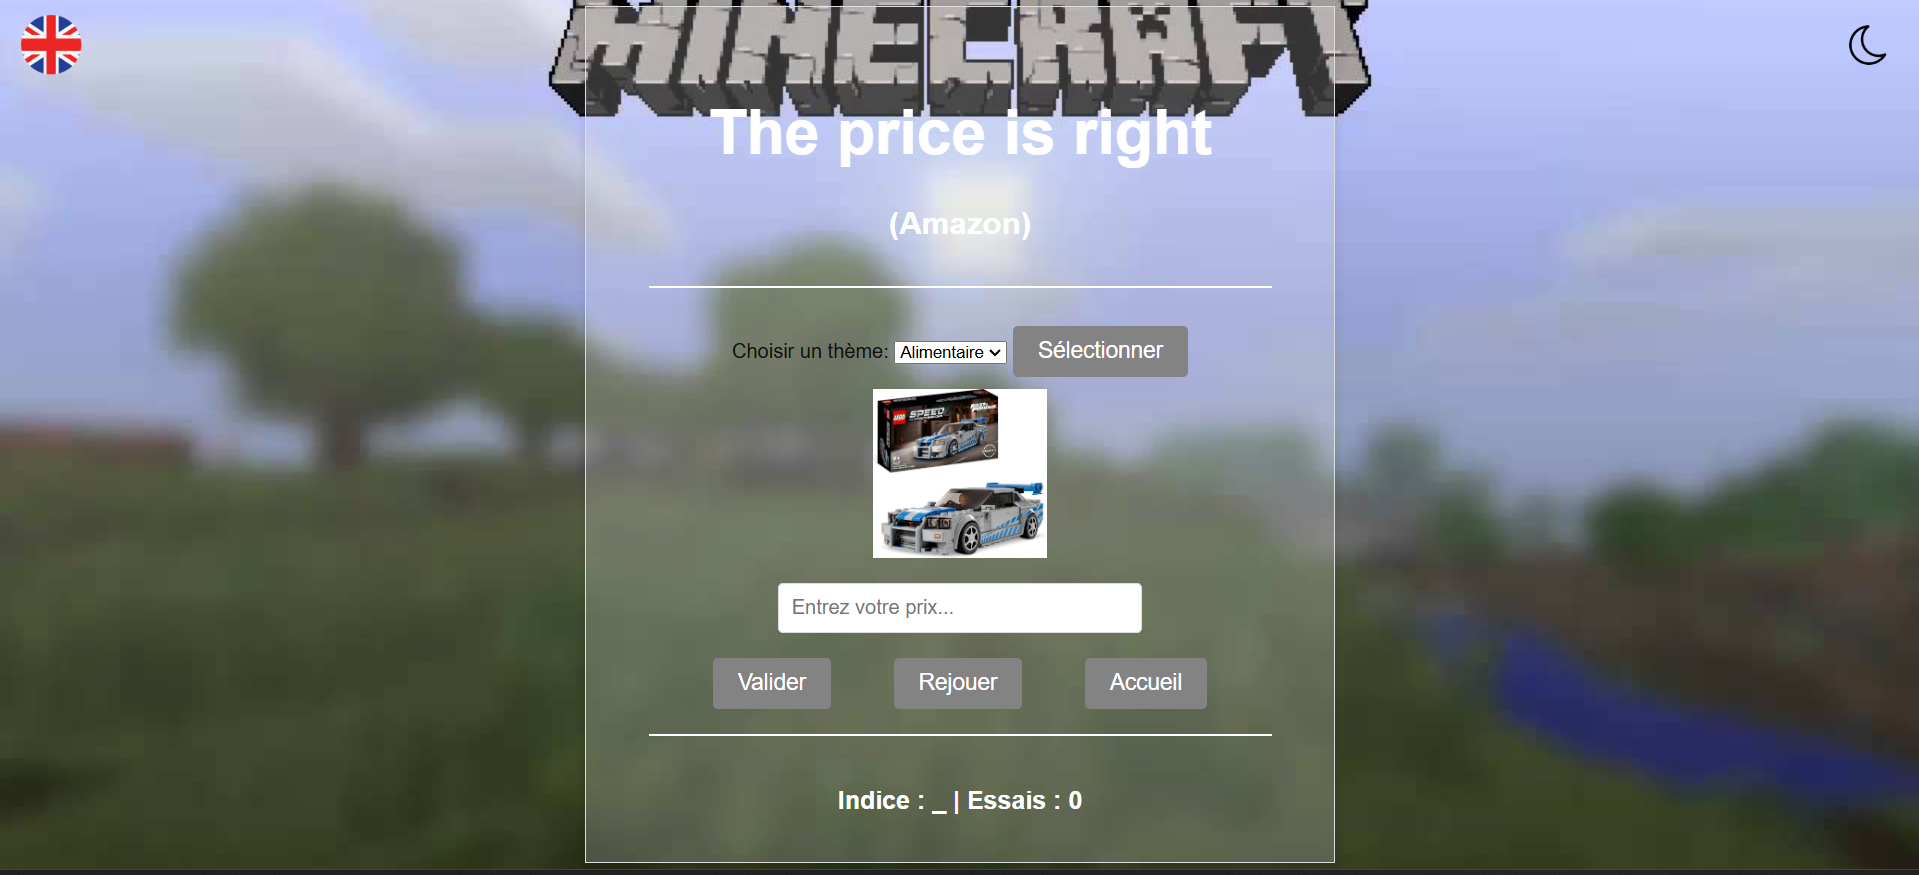 MINECRAFT
The price is right
(Amazon)
Choisir un thème: Alimentaire Sélectionner
LEGO SPEED
Entrez votre prix...
Valider Rejouer Accueil
Indice : _ | Essais : 0